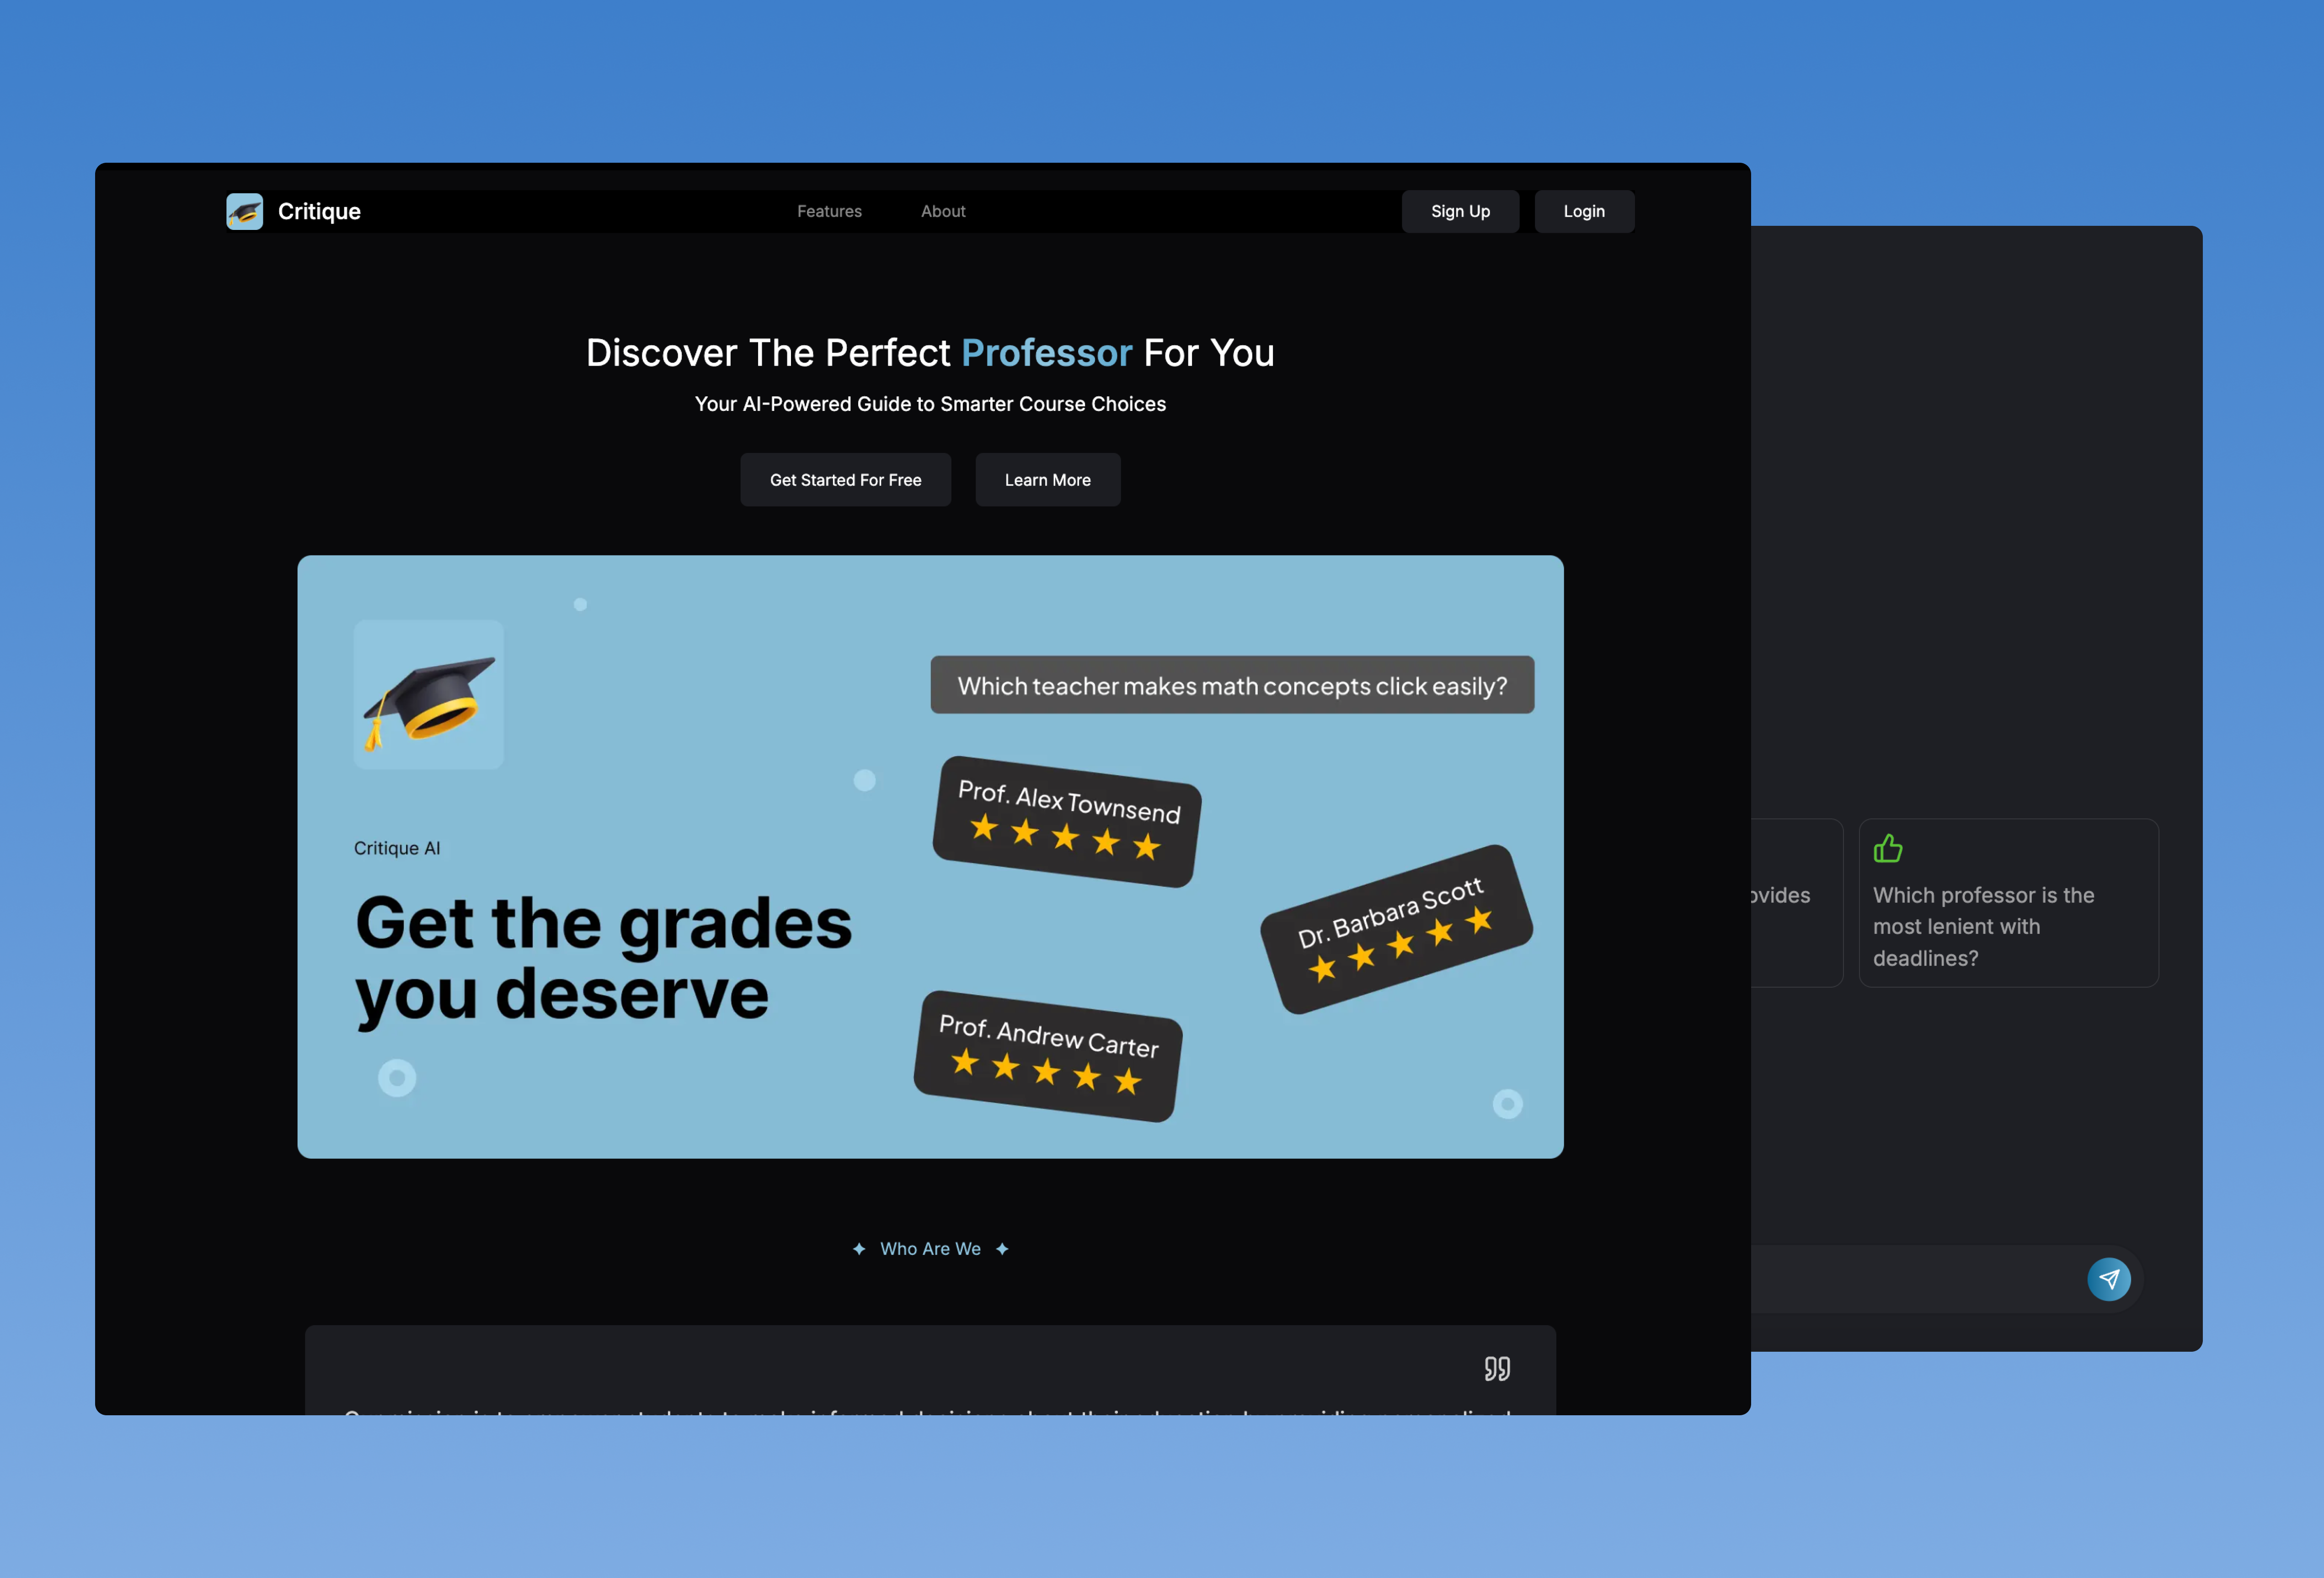 Critique
Features
About
Sign Up
Login
Discover The Perfect Professor For You
Your AI-Powered Guide to Smarter Course Choices
Get Started For Free
Learn More
Which teacher makes math concepts click easily?
Prof. Alex Townsend
Dr. Barbara Scott
Prof. Andrew Carter
Critique AI
Get the grades
you deserve
Who Are We
ovides
Which professor is the
most lenient with
deadlines?